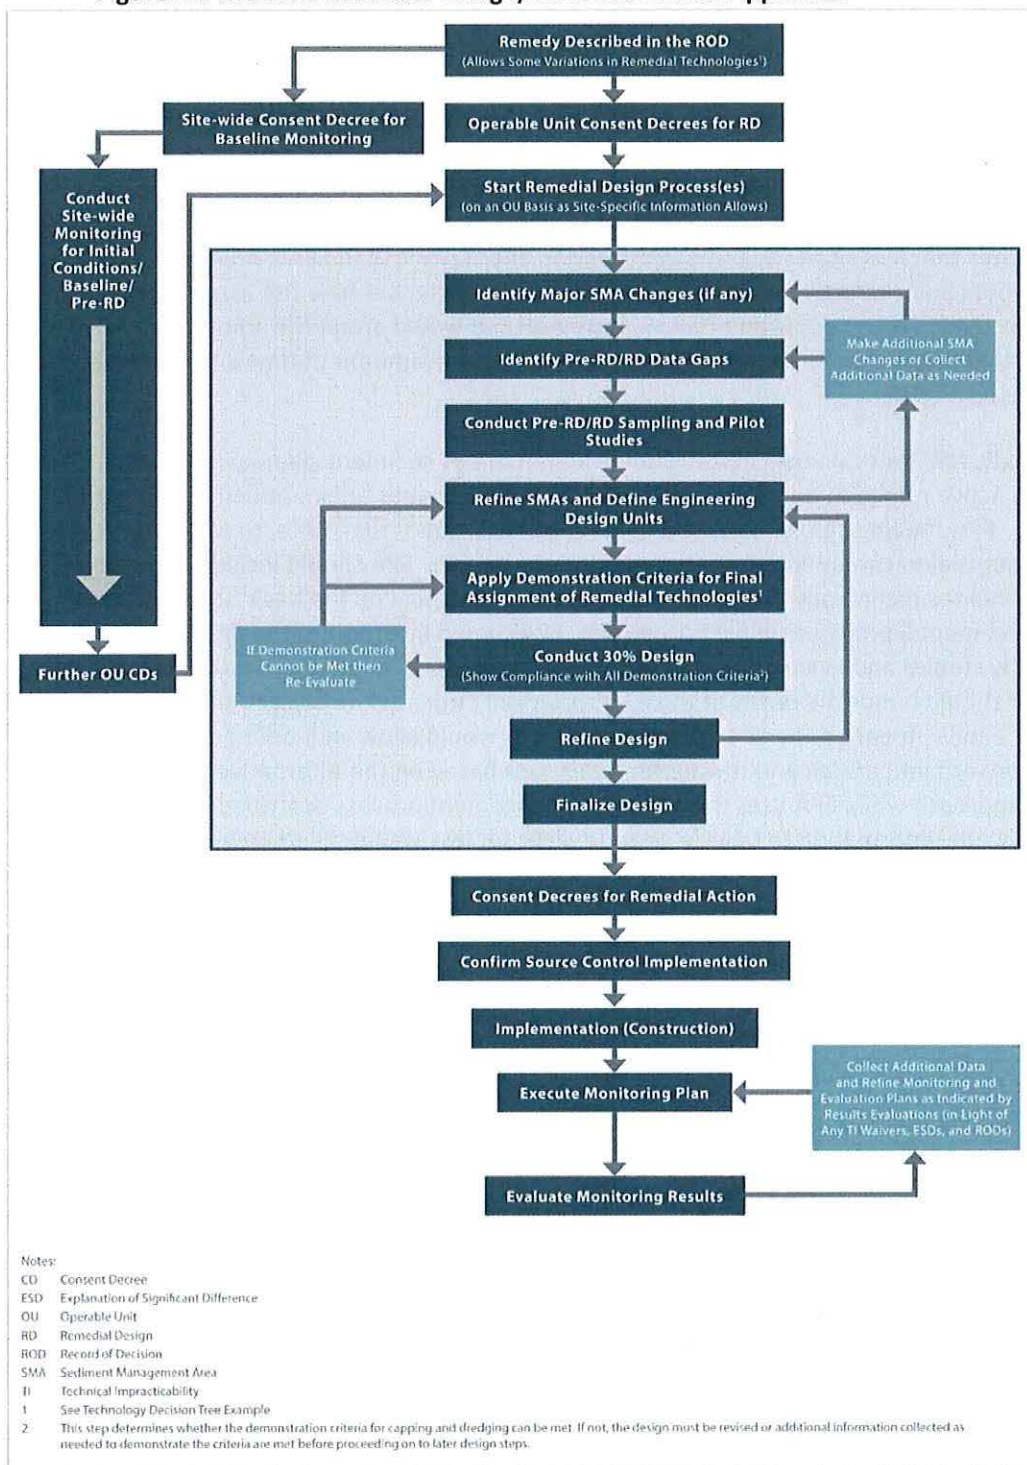 Remedy Described in the ROD
(Allows Some Variations in Remedial Technologies¹)
Site-wide Consent Decree for
Baseline Monitoring
Operable Unit Consent Decrees for RD
Conduct
Site-wide
Monitoring
for Initial
Conditions/
Baseline/
Pre-RD
Start Remedial Design Process(es)
(on an OU Basis as Site-Specific Information Allows)
Identify Major SMA Changes (if any)
Identify Pre-RD/RD Data Gaps
Make Additional SMA
Changes or Collect
Additional Data as Needed
Conduct Pre-RD/RD Sampling and Pilot
Studies
Refine SMAs and Define Engineering
Design Units
Apply Demonstration Criteria for Final
Assignment of Remedial Technologies¹
If Demonstration Criteria
Cannot be Met then
Re-Evaluate
Conduct 30% Design
(Show Compliance with All Demonstration Criteria²)
Further OU CDs
Refine Design
Finalize Design
Consent Decrees for Remedial Action
Confirm Source Control Implementation
Implementation (Construction)
Execute Monitoring Plan
Collect Additional Data
and Refine Monitoring and
Evaluation Plans as Indicated by
Results Evaluations (in Light of
Any TI Waivers, ESDs, and RODs)
Evaluate Monitoring Results
Notes:
CD Consent Decree
ESD Explanation of Significant Difference
OU Operable Unit
RD Remedial Design
ROD Record of Decision
SMA Sediment Management Area
TI Technical Impracticability
1 See Technology Decision Tree Example
2 This step determines whether the demonstration criteria for capping and dredging can be met. If not, the design must be revised or additional information collected as
needed to demonstrate the criteria are met before proceeding on to later design steps.